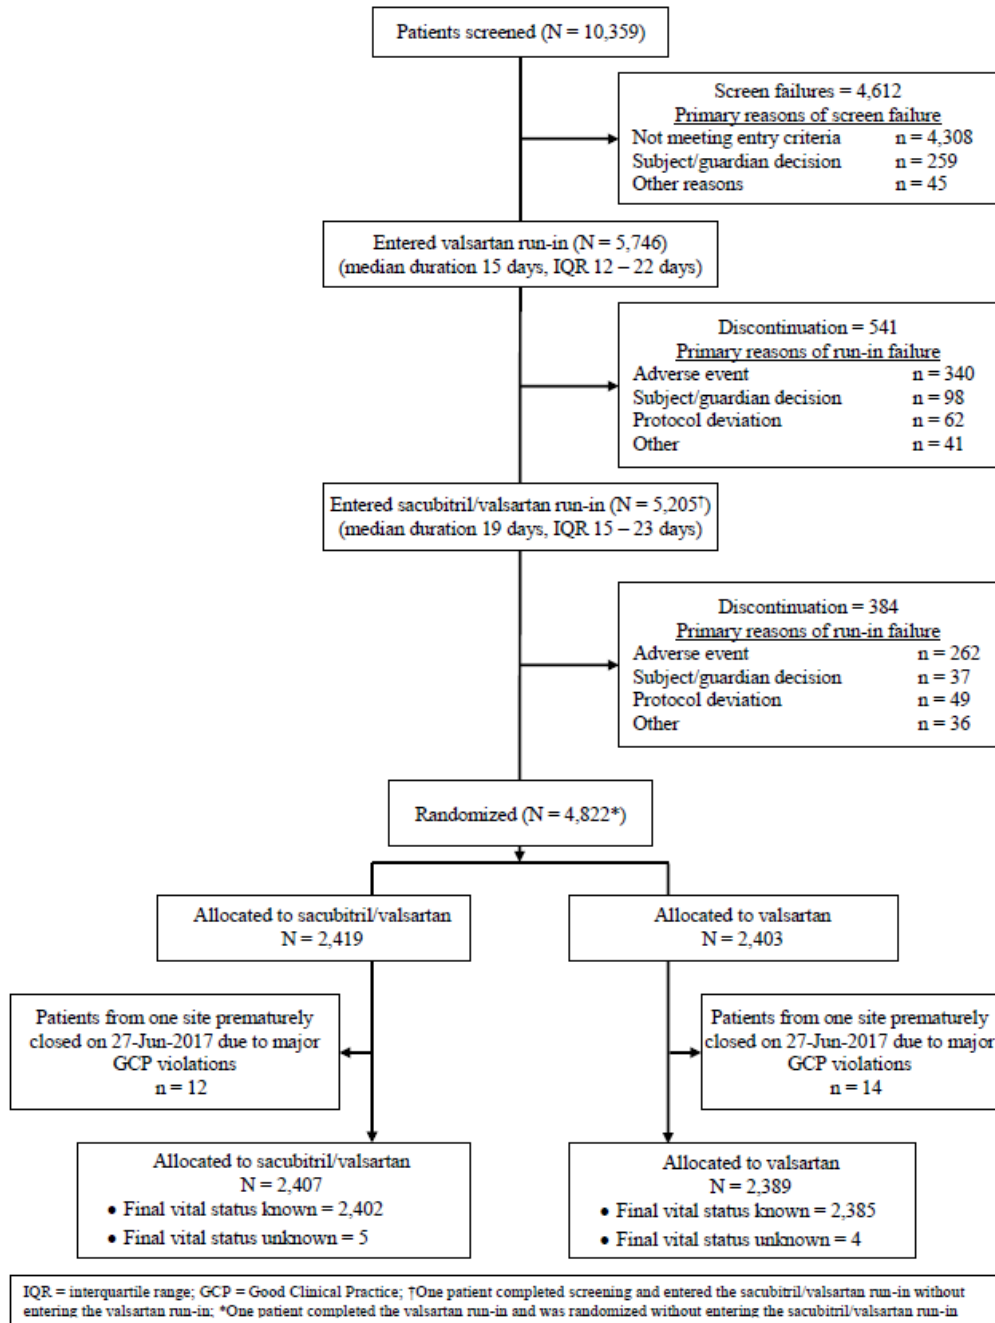 Patients screened (N = 10,359)
Screen failures = 4,612
Primary reasons of screen failure
Not meeting entry criteria n = 4,308
Subject/guardian decision n = 259
Other reasons n = 45
Entered valsartan run-in (N = 5,746)
(median duration 15 days, IQR 12 – 22 days)
Discontinuation = 541
Primary reasons of run-in failure
Adverse event n = 340
Subject/guardian decision n = 98
Protocol deviation n = 62
Other n = 41
Entered sacubitril/valsartan run-in (N = 5,205†)
(median duration 19 days, IQR 15 – 23 days)
Discontinuation = 384
Primary reasons of run-in failure
Adverse event n = 262
Subject/guardian decision n = 37
Protocol deviation n = 49
Other n = 36
Randomized (N = 4,822*)
Allocated to sacubitril/valsartan
N = 2,419
Allocated to valsartan
N = 2,403
Patients from one site prematurely
closed on 27-Jun-2017 due to major
GCP violations
n = 12
Patients from one site prematurely
closed on 27-Jun-2017 due to major
GCP violations
n = 14
Allocated to sacubitril/valsartan
N = 2,407
• Final vital status known = 2,402
• Final vital status unknown = 5
Allocated to valsartan
N = 2,389
• Final vital status known = 2,385
• Final vital status unknown = 4
IQR = interquartile range; GCP = Good Clinical Practice; †One patient completed screening and entered the sacubitril/valsartan run-in without
entering the valsartan run-in; *One patient completed the valsartan run-in and was randomized without entering the sacubitril/valsartan run-in